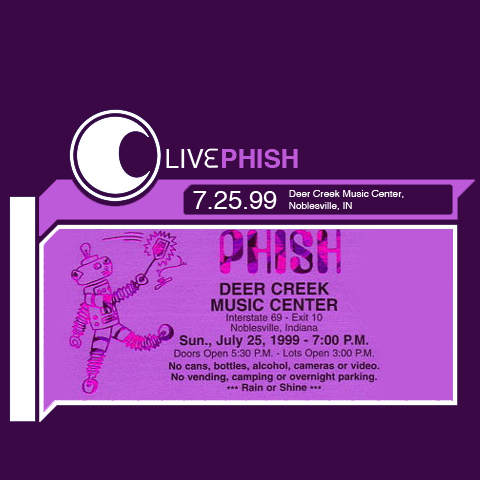 LIVEPHISH
7.25.99 Deer Creek Music Center,
Noblesville, IN
PHISH
DEER CREEK
MUSIC CENTER
Interstate 69 - Exit 10
Noblesville, Indiana
Sun., July 25, 1999 - 7:00 P.M.
Doors Open 5:30 P.M. - Lots Open 3:00 P.M.
No cans, bottles, alcohol, cameras or video.
No vending, camping or overnight parking.
*** Rain or Shine ***